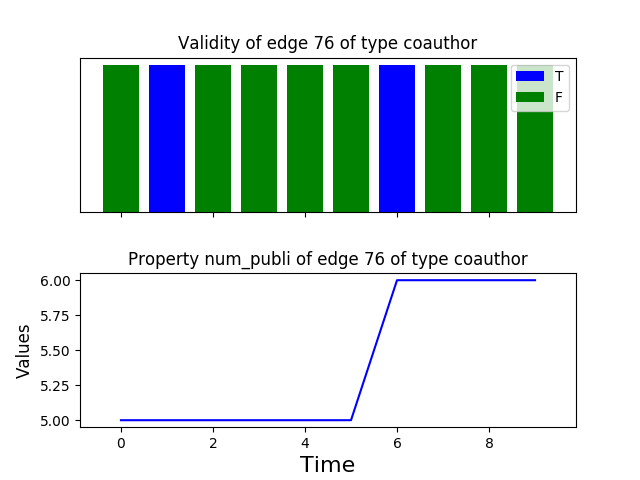 Validity of edge 76 of type coauthor
T
F
Property num_publi of edge 76 of type coauthor
6.00
5.75
5.50
5.25
5.00
Values
0 2 4 6 8
Time